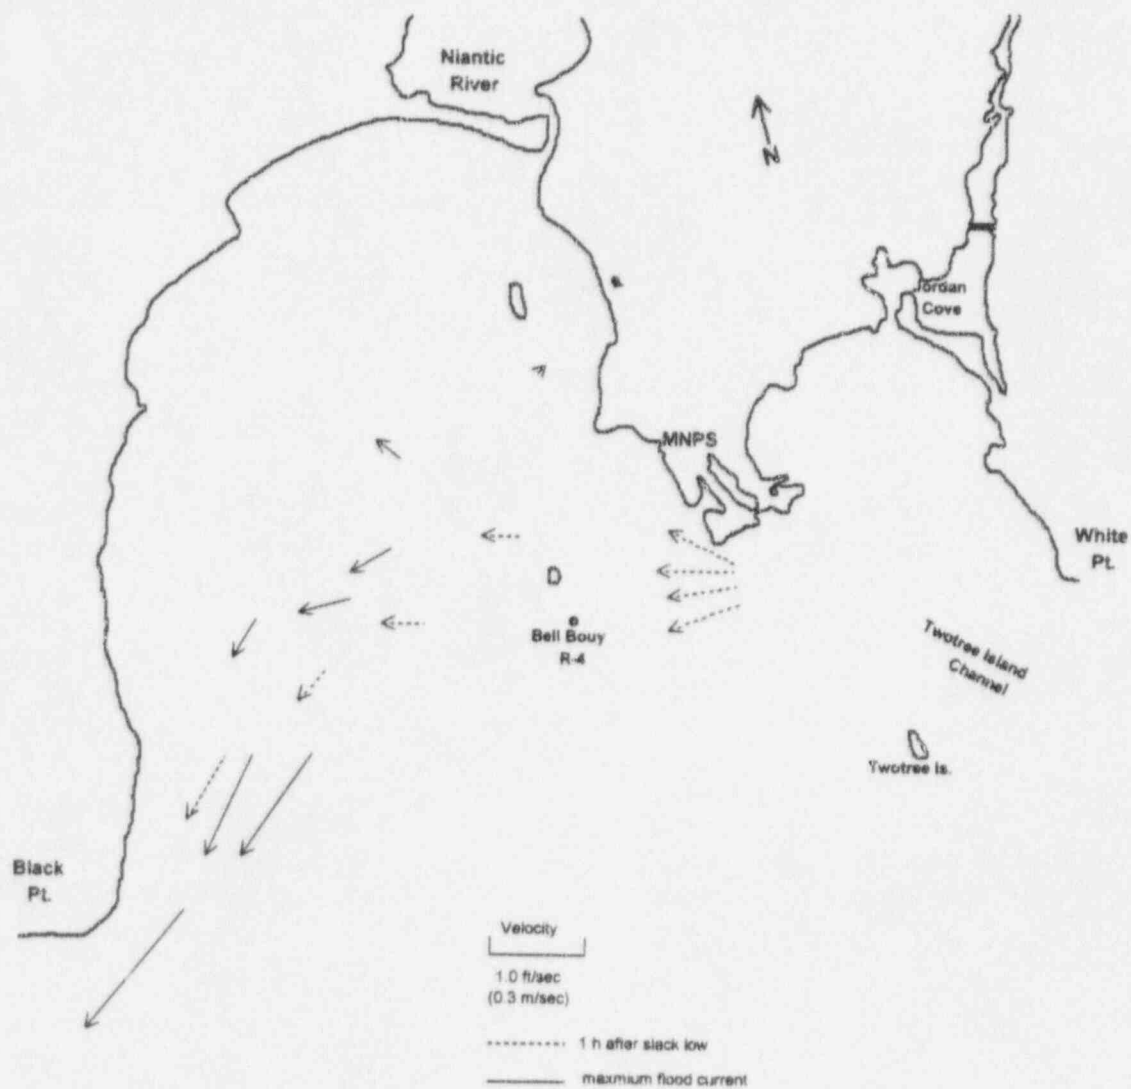 Niantic
River
N
Jordan
Cove
MNPS
White
Pt.
Bell Bouy
R-4
Twotree Island
Channel
Twotree Is.
Black
Pt.
Velocity
1.0 ft/sec
(0.3 m/sec)
1 h after slack low
maxmium flood current